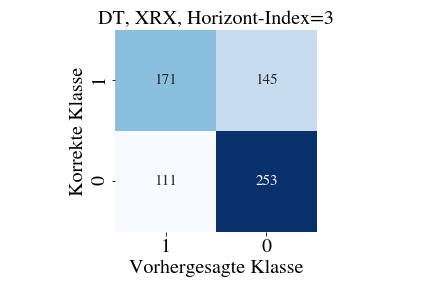 DT, XRX, Horizont-Index=3
Korrekte Klasse
1
171
145
0
111
253
1
0
Vorhergesagte Klasse